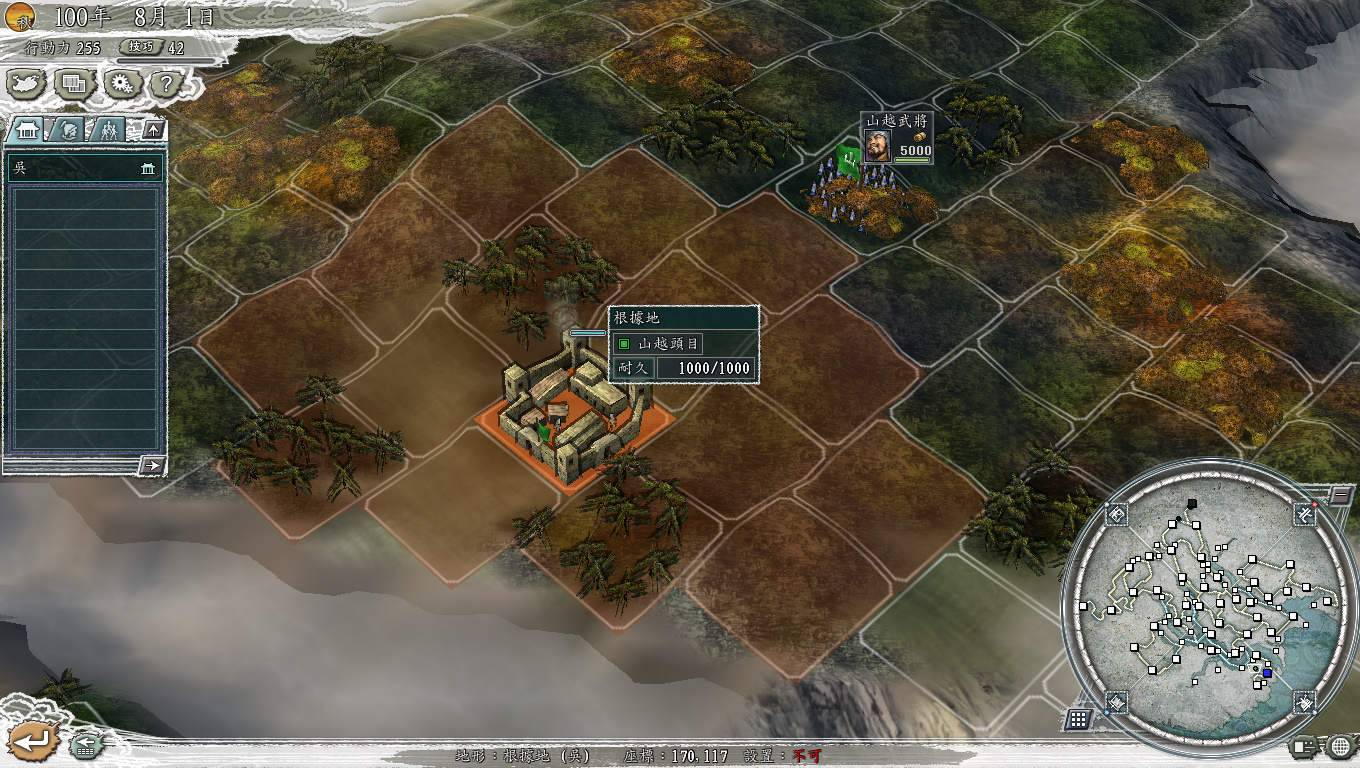 秋 100年 8月 1日
行動力 255 技巧 42
?
吳
山越武將
5000
根據地
山越頭目
耐久 1000/1000
地形：根據地 (吳) 座標：170,117 設置：不可